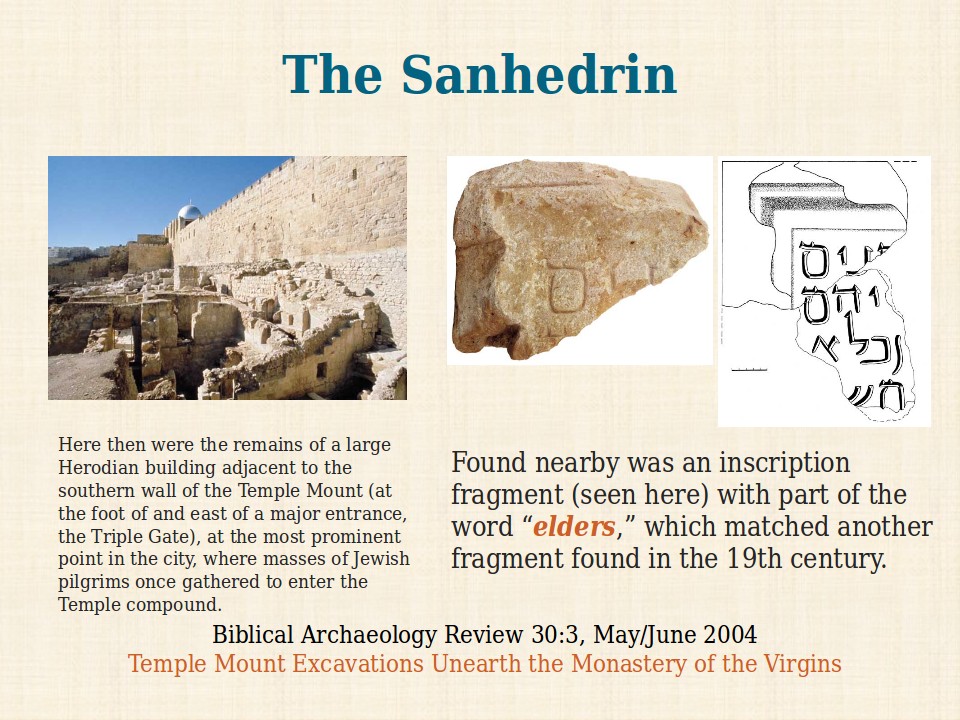 The Sanhedrin
והם
חש
Here then were the remains of a large
Herodian building adjacent to the
southern wall of the Temple Mount (at
the foot of and east of a major entrance,
the Triple Gate), at the most prominent
point in the city, where masses of Jewish
pilgrims once gathered to enter the
Temple compound.
Found nearby was an inscription
fragment (seen here) with part of the
word “elders,” which matched another
fragment found in the 19th century.
Biblical Archaeology Review 30:3, May/June 2004
Temple Mount Excavations Unearth the Monastery of the Virgins